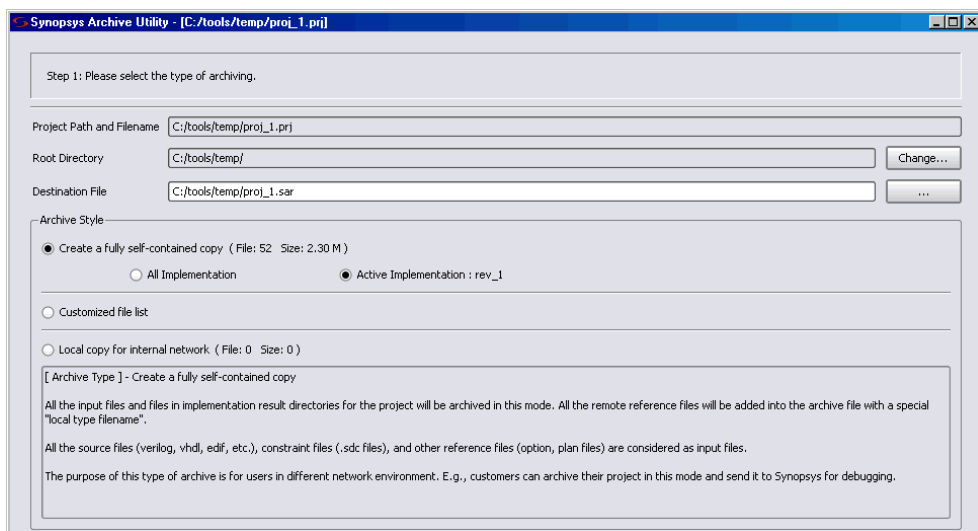 Synopsys Archive Utility - [C:/tools/temp/proj_1.prj]
Step 1: Please select the type of archiving.
Project Path and Filename C:/tools/temp/proj_1.prj
Root Directory C:/tools/temp/ Change...
Destination File C:/tools/temp/proj_1.sar ...
Archive Style
Create a fully self-contained copy ( File: 52 Size: 2.30 M )
All Implementation Active Implementation : rev_1
Customized file list
Local copy for internal network ( File: 0 Size: 0 )
[ Archive Type ] - Create a fully self-contained copy
All the input files and files in implementation result directories for the project will be archived in this mode. All the remote reference files will be added into the archive file with a special
"local type filename".
All the source files (verilog, vhdl, edif, etc.), constraint files (.sdc files), and other reference files (option, plan files) are considered as input files.
The purpose of this type of archive is for users in different network environment. E.g., customers can archive their project in this mode and send it to Synopsys for debugging.